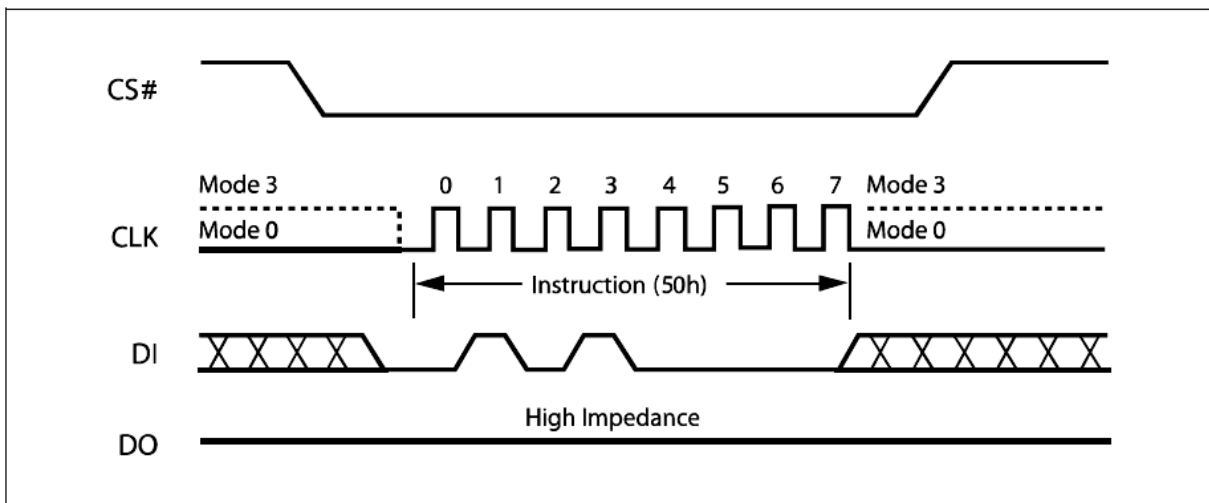 CS#
Mode 3 0 1 2 3 4 5 6 7 Mode 3
CLK Mode 0 Mode 0
Instruction (50h)
DI
High Impedance
DO